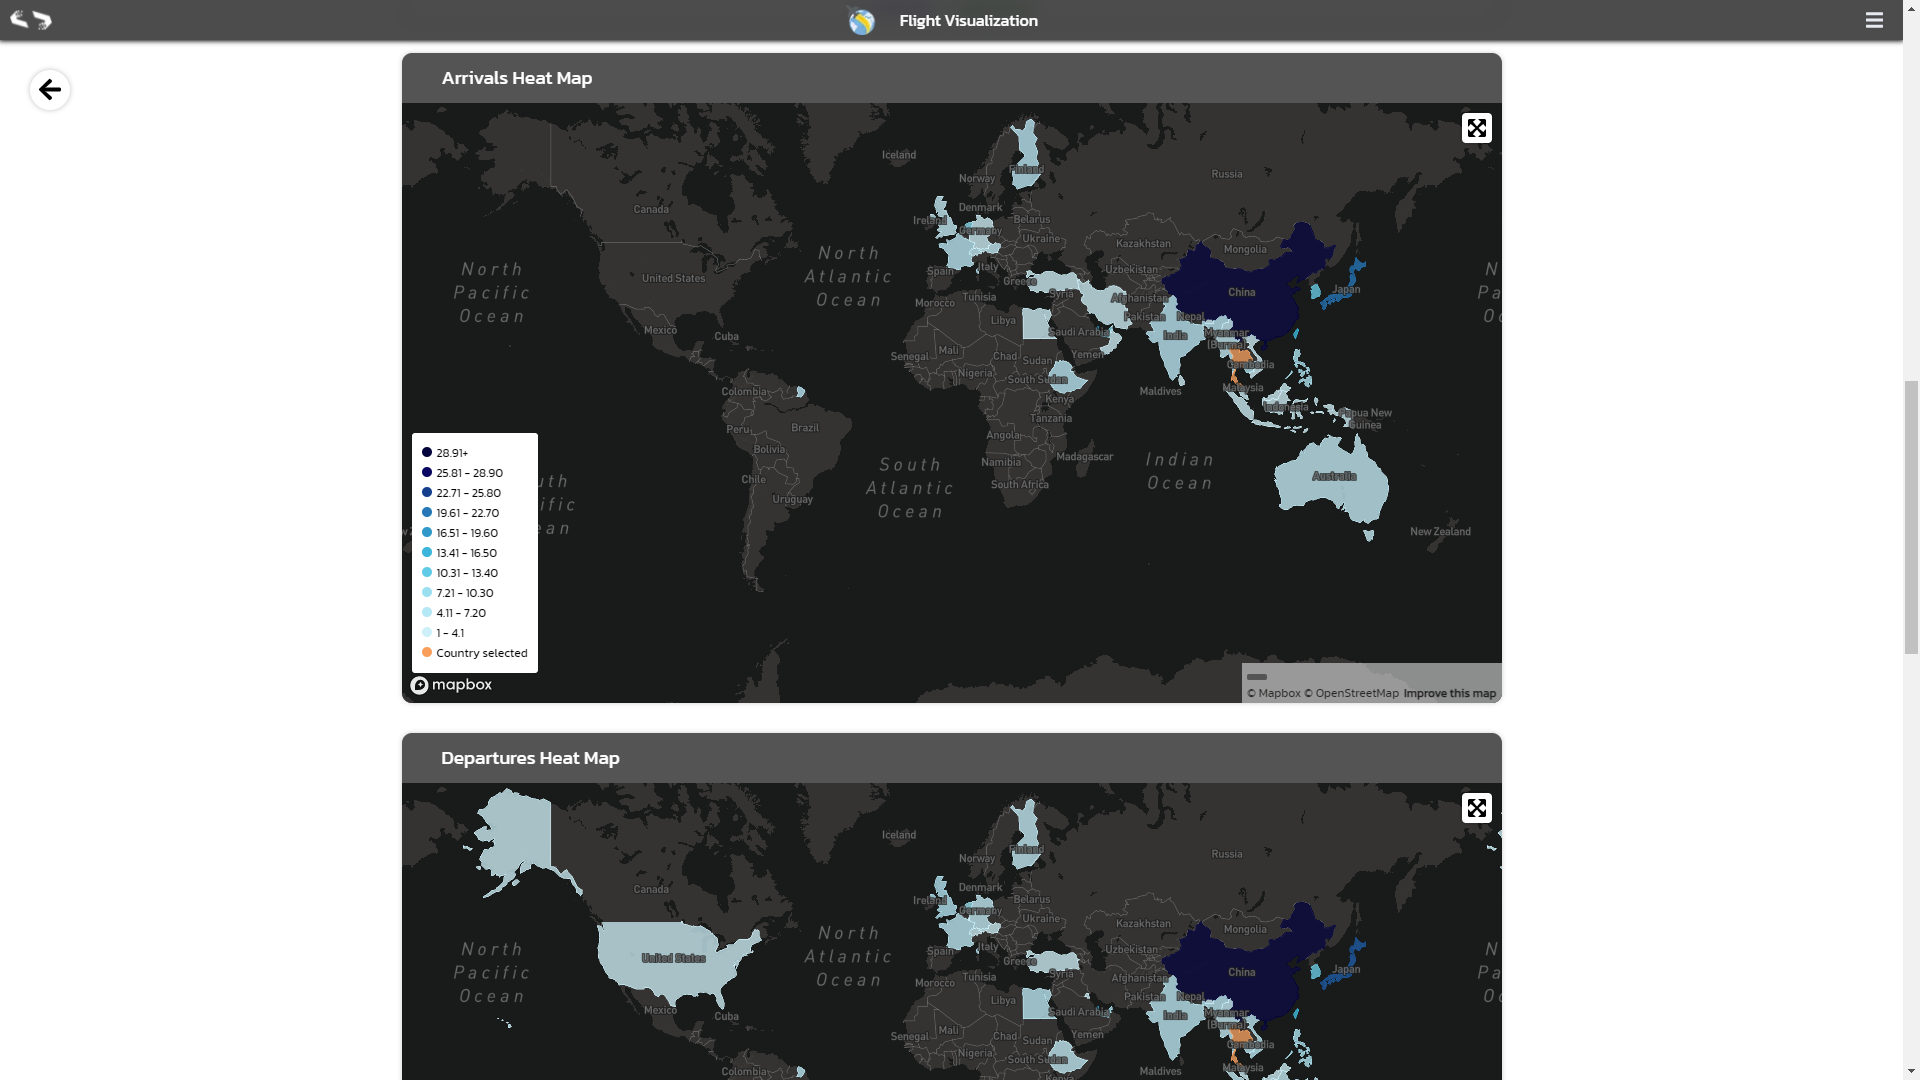 Flight Visualization
Arrivals Heat Map
Iceland
Finland
Russia
Norway
Canada
Denmark
Ireland
Belarus
Germany
Ukraine
Kazakhstan
Mongolia
North
Atlantic
Ocean
North
Pacific
Ocean
United States
Spain
Italy
Greece
Uzbekistan
China
Japan
Syria
Afghanistan
Morocco
Tunisia
Pakistan
Nepal
Libya
Mexico
Cuba
Saudi Arabia
India
Myanmar
(Burma)
Senegal
Mali
Chad
Sudan
Yemen
Cambodia
Nigeria
South Sudan
Colombia
Kenya
Maldives
Malaysia
Indonesia
Papua New
Guinea
Peru
Brazil
Tanzania
Angola
Bolivia
Madagascar
Namibia
South
Atlantic
Ocean
Indian
Ocean
Australia
Chile
South Africa
Uruguay
New Zealand
28.91+
25.81 - 28.90
22.71 - 25.80
19.61 - 22.70
16.51 - 19.60
13.41 - 16.50
10.31 - 13.40
7.21 - 10.30
4.11 - 7.20
1 - 4.1
Country selected
mapbox
© Mapbox © OpenStreetMap Improve this map
Departures Heat Map
Iceland
Finland
Russia
Norway
Canada
Denmark
Ireland
Belarus
Germany
Ukraine
Kazakhstan
Mongolia
North
Atlantic
Ocean
North
Pacific
Ocean
United States
Spain
Italy
Greece
Uzbekistan
China
Japan
Syria
Afghanistan
Morocco
Tunisia
Pakistan
Nepal
Libya
Mexico
Cuba
Saudi Arabia
India
Myanmar
(Burma)
Senegal
Mali
Chad
Sudan
Yemen
Cambodia
Nigeria
South Sudan
Colombia
Kenya
Maldives
Malaysia